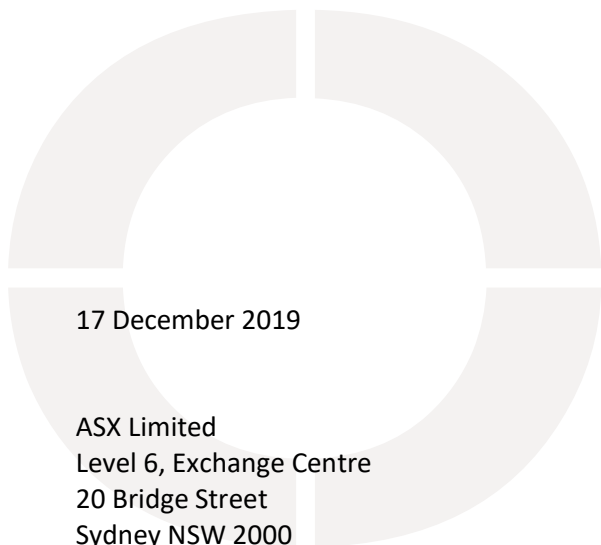 17 December 2019
ASX Limited
Level 6, Exchange Centre
20 Bridge Street
Sydney NSW 2000